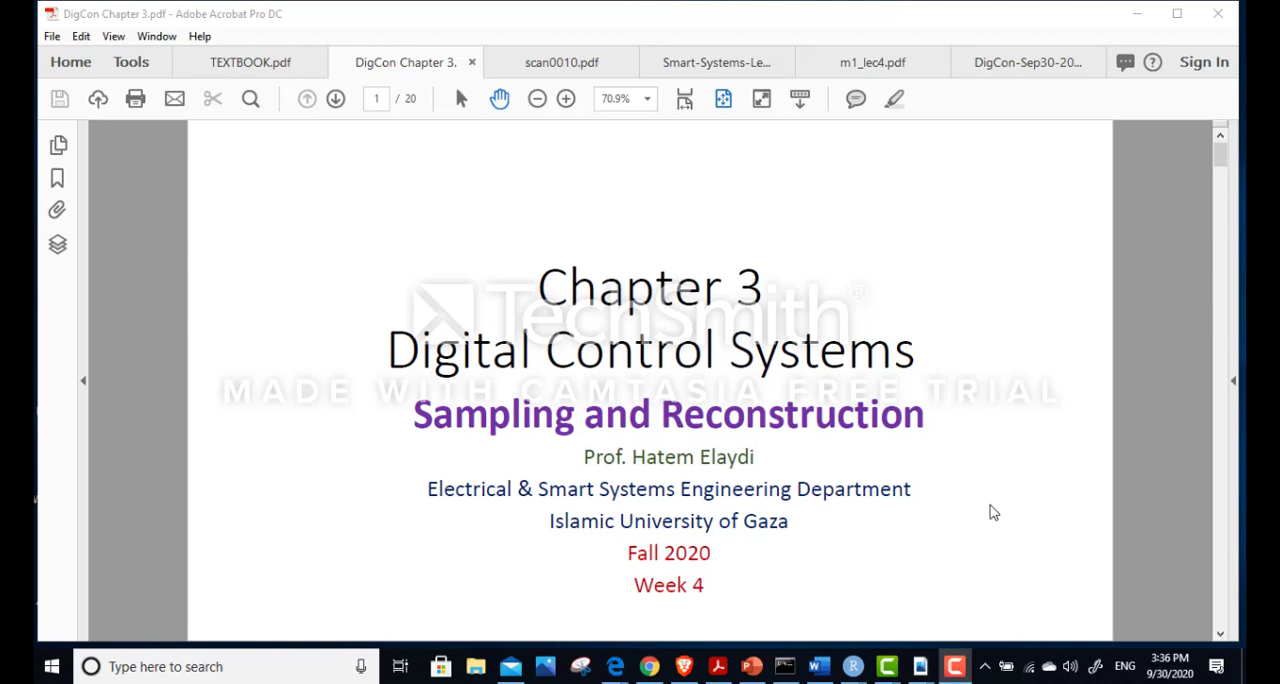 DigCon Chapter 3.pdf - Adobe Acrobat Pro DC
File Edit View Window Help
Home Tools TEXTBOOK.pdf DigCon Chapter 3. × scan0010.pdf Smart-Systems-Le... m1_lec4.pdf DigCon-Sep30-20... Sign In
1 / 20 70.9%
Chapter 3
TechSmith®
Digital Control Systems
MADE WITH CAMTASIA FREE TRIAL
Sampling and Reconstruction
Prof. Hatem Elaydi
Electrical & Smart Systems Engineering Department
Islamic University of Gaza
Fall 2020
Week 4
Type here to search
ENG
3:36 PM
9/30/2020